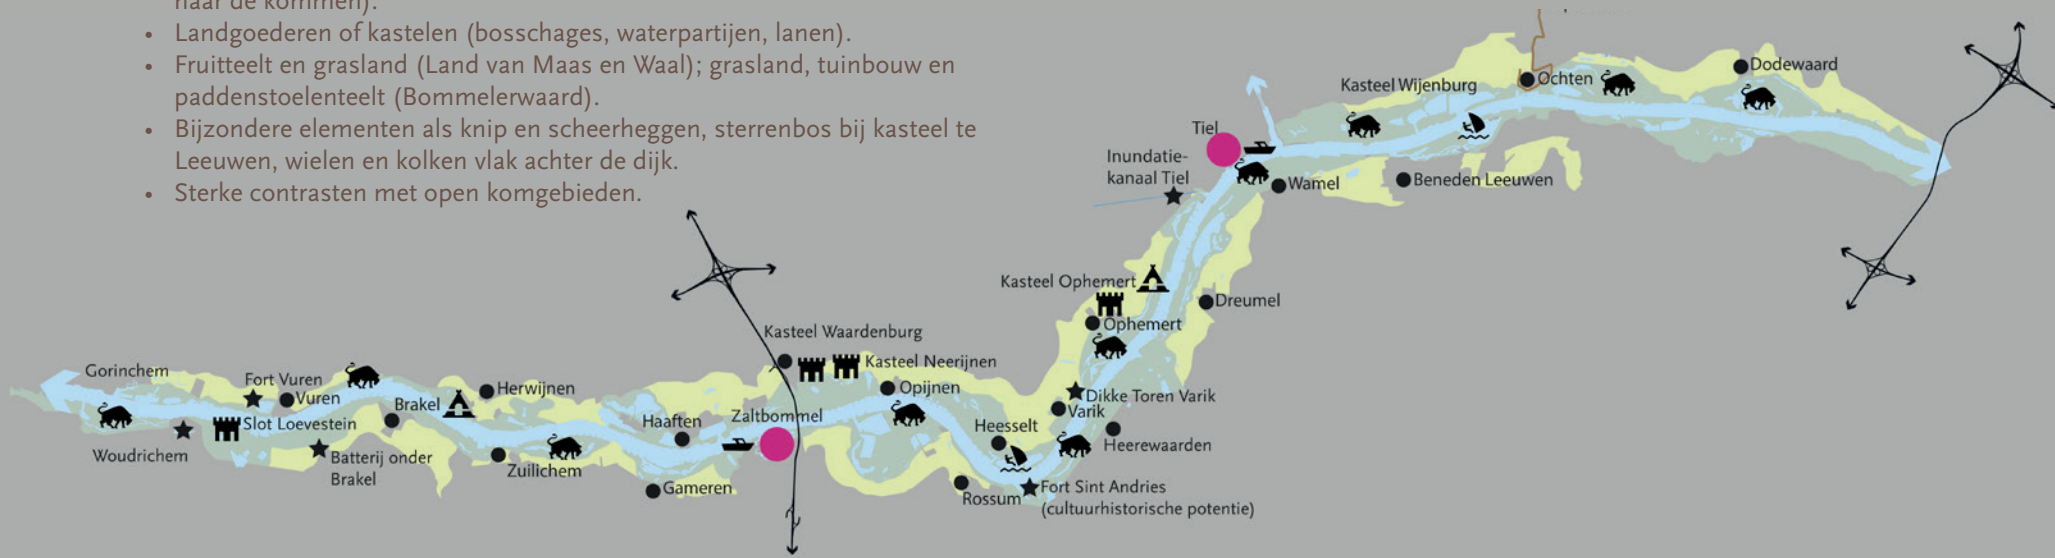 naar de kommen).
• Landgoederen of kastelen (bosschages, waterpartijen, lanen).
• Fruitteelt en grasland (Land van Maas en Waal); grasland, tuinbouw en
paddenstoelenteelt (Bommelerwaard).
• Bijzondere elementen als knip en scheerheggen, sterrenbos bij kasteel te
Leeuwen, wielen en kolken vlak achter de dijk.
• Sterke contrasten met open komgebieden.
Dodewaard
Ochten
Kasteel Wijenburg
Tiel
Inundatie-
kanaal Tiel
Wamel
Beneden Leeuwen
Kasteel Ophemert
Dreumel
Ophemert
Kasteel Waardenburg
Kasteel Neerijnen
Gorinchem
Fort Vuren
Vuren
Herwijnen
Opijnen
Brakel
Dikke Toren Varik
Varik
Haaften
Zaltbommel
Slot Loevestein
Heesselt
Heerewaarden
Woudrichem
Batterij onder
Brakel
Zuilichem
Gameren
Rossum
Fort Sint Andries
(cultuurhistorische potentie)